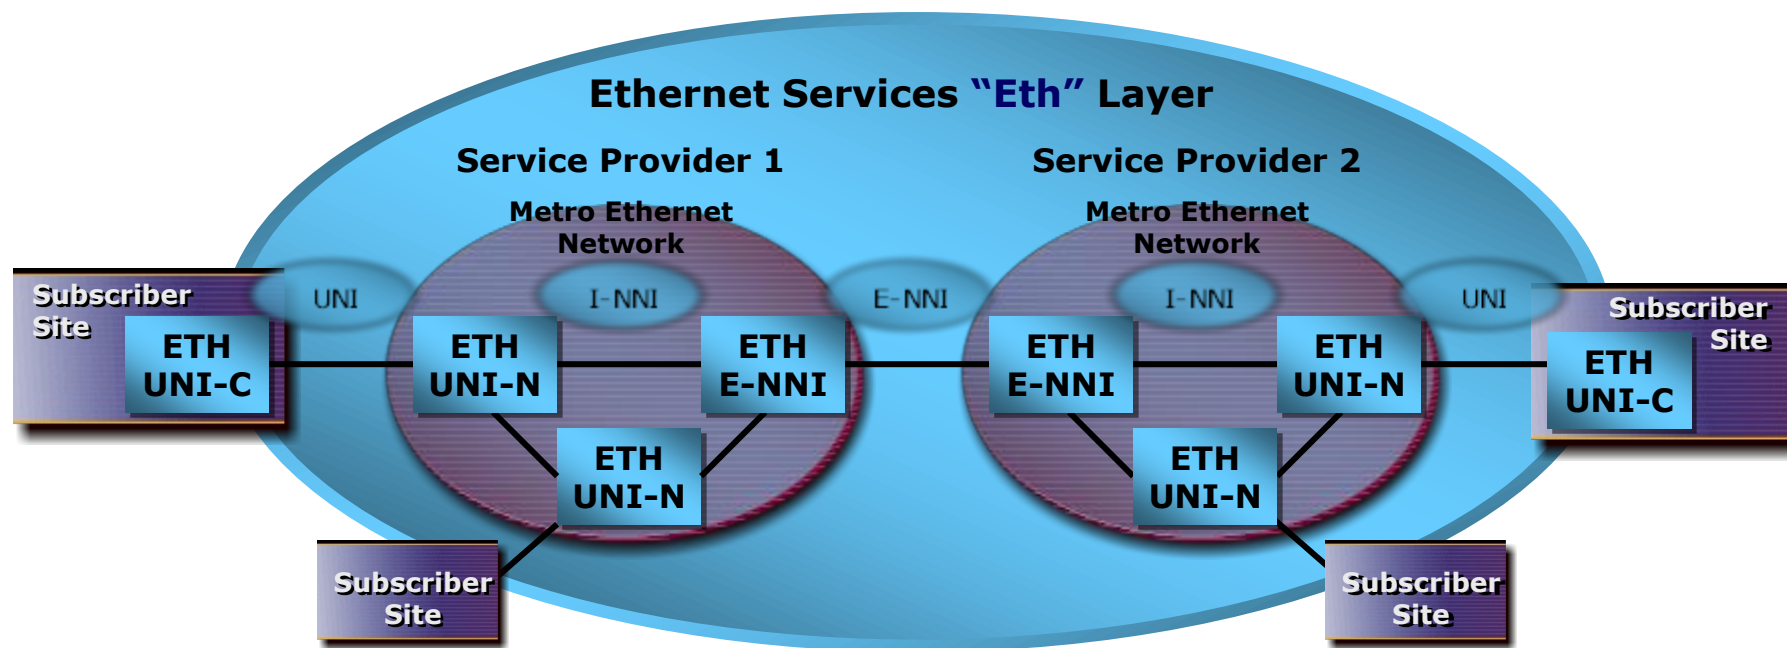 Ethernet Services “Eth” Layer
Service Provider 1
Service Provider 2
Metro Ethernet
Network
Metro Ethernet
Network
Subscriber
Site
UNI
I-NNI
E-NNI
I-NNI
UNI
Subscriber
Site
ETH
UNI-C
ETH
UNI-N
ETH
E-NNI
ETH
E-NNI
ETH
UNI-N
ETH
UNI-C
ETH
UNI-N
ETH
UNI-N
Subscriber
Site
Subscriber
Site